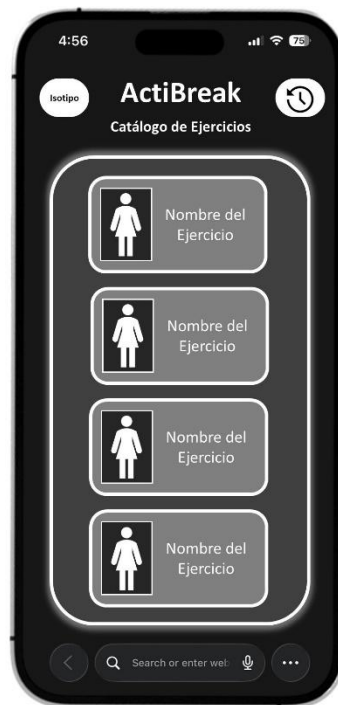 4:56
75
Isotipo
ActiBreak
Catálogo de Ejercicios
Nombre del
Ejercicio
Nombre del
Ejercicio
Nombre del
Ejercicio
Nombre del
Ejercicio
Search or enter wel